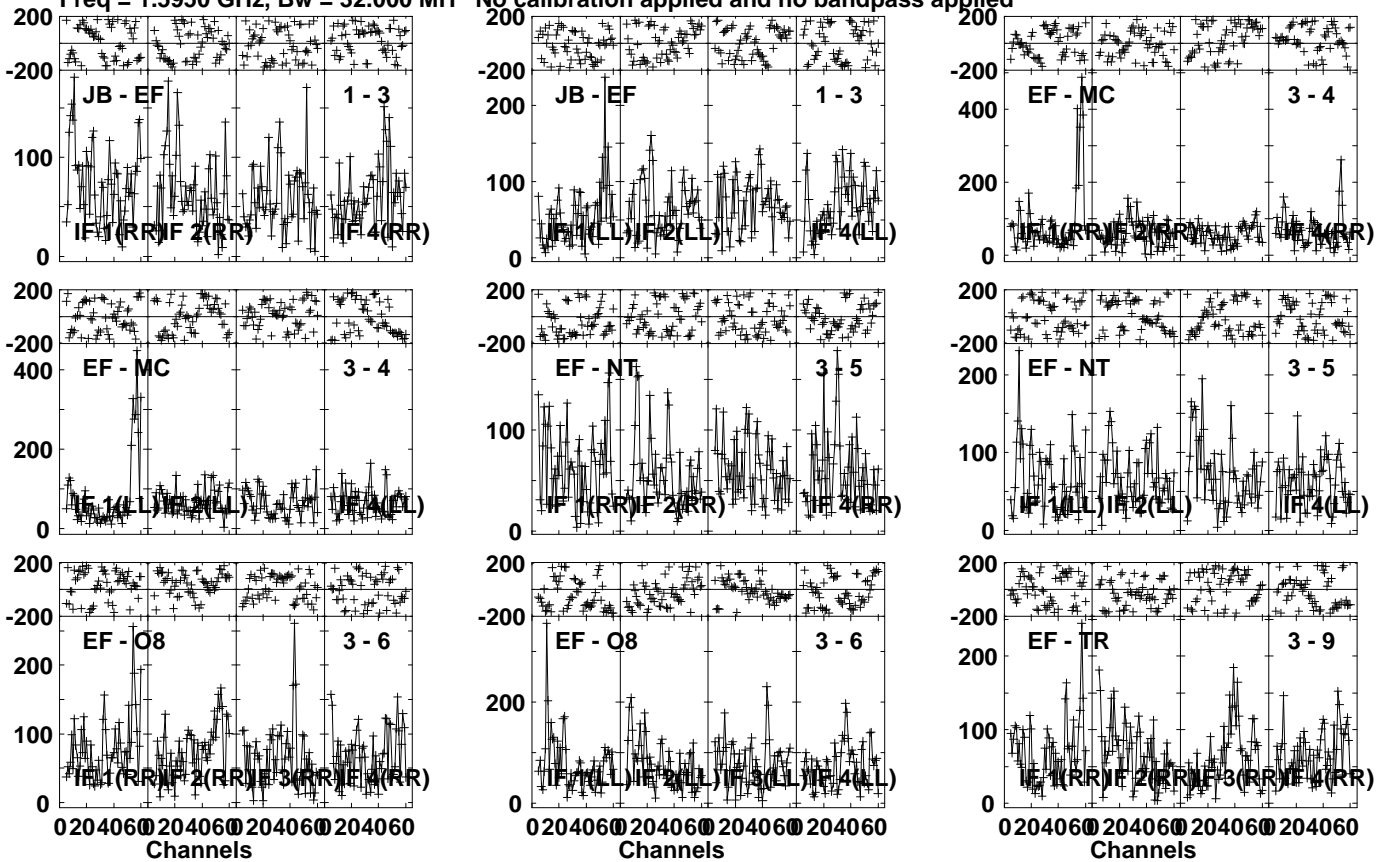 Freq = 1.5950 GHz, Bw = 32.000 MH No calibration applied and no bandpass applied
200
-200
JB - EF 1 - 3
100
0
IF 1(RR) IF 2(RR) IF 4(RR)
200
-200
JB - EF 1 - 3
200
100
0
IF 1(LL) IF 2(LL) IF 4(LL)
200
-200
EF - MC 3 - 4
400
200
0
IF 1(RR) IF 2(RR) IF 4(RR)
200
-200
EF - MC 3 - 4
400
200
0
IF 1(LL) IF 2(LL) IF 4(LL)
200
-200
EF - NT 3 - 5
100
0
IF 1(RR) IF 2(RR) IF 4(RR)
200
-200
EF - NT 3 - 5
200
100
0
IF 1(LL) IF 2(LL) IF 4(LL)
200
-200
EF - O8 3 - 6
200
100
0
IF 1(RR) IF 2(RR) IF 3(RR) IF 4(RR)
0 20 40 60 0 20 40 60 0 20 40 60 0 20 40 60
Channels
200
-200
EF - O8 3 - 6
200
0
IF 1(LL) IF 2(LL) IF 3(LL) IF 4(LL)
0 20 40 60 0 20 40 60 0 20 40 60 0 20 40 60
Channels
200
-200
EF - TR 3 - 9
200
100
0
IF 1(RR) IF 2(RR) IF 3(RR) IF 4(RR)
0 20 40 60 0 20 40 60 0 20 40 60 0 20 40 60
Channels